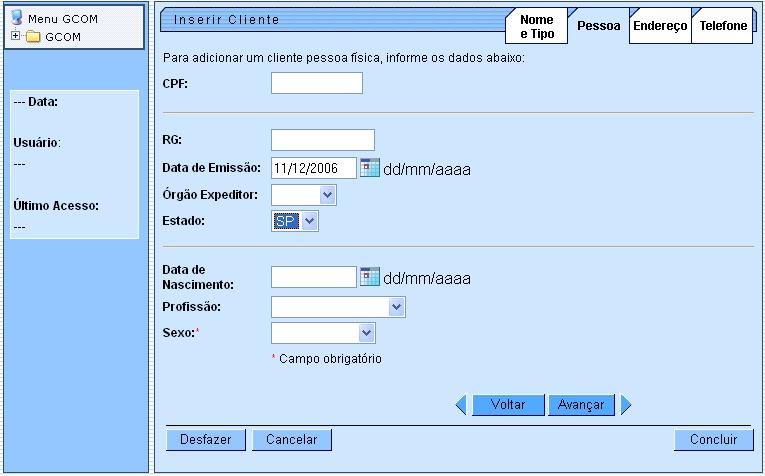 Menu GCOM
GCOM
--- Data:
Usuário:
---
Último Acesso:
---
Inserir Cliente
Nome e Tipo
Pessoa
Endereço
Telefone
Para adicionar um cliente pessoa física, informe os dados abaixo:
CPF:
RG:
Data de Emissão: 11/12/2006 dd/mm/aaaa
Órgão Expeditor:
Estado: SP
Data de
Nascimento: dd/mm/aaaa
Profissão:
Sexo:*
* Campo obrigatório
Voltar Avançar
Desfazer Cancelar Concluir